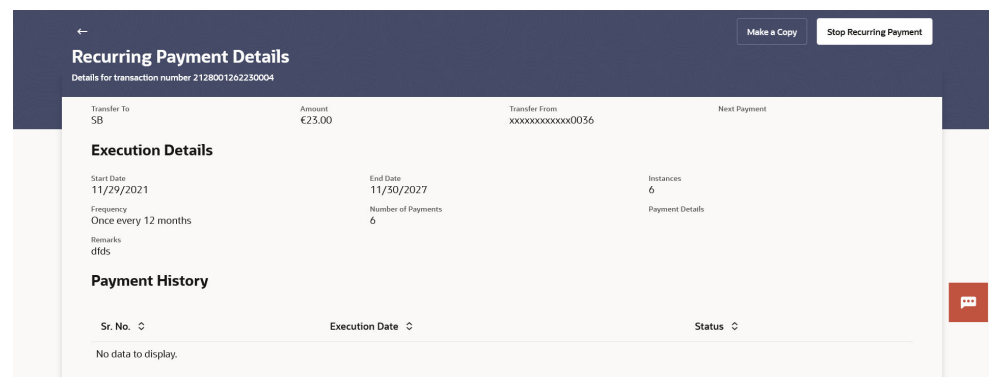 ←
Make a Copy
Stop Recurring Payment
Recurring Payment Details
Details for transaction number 2128001262230004
Transfer To
Amount
Transfer From
Next Payment
SB
€23.00
xxxxxxxxxxxx0036
Execution Details
Start Date
End Date
Instances
11/29/2021
11/30/2027
6
Frequency
Number of Payments
Payment Details
Once every 12 months
6
Remarks
dfds
Payment History
Sr. No.
Execution Date
Status
No data to display.